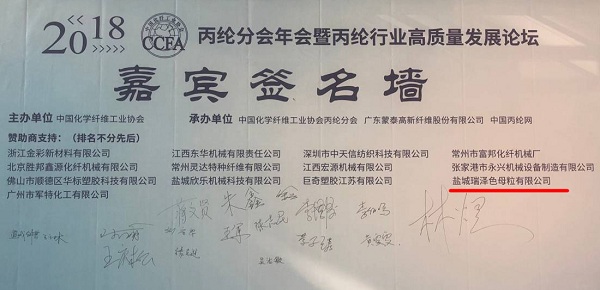 2018 CCFA 丙纶分会年会暨丙纶行业高质量发展论坛
嘉宾签名墙
主办单位 中国化学纤维工业协会 承办单位 中国化学纤维工业协会丙纶分会 广东蒙泰高新纤维股份有限公司 中国丙纶网
赞助商支持：（排名不分先后）
浙江金彩新材料有限公司 江西东华机械有限责任公司 深圳市中天信纺织科技有限公司 常州市富邦化纤机械厂
北京胜邦鑫源化纤机械有限公司 常州灵达特种纤维有限公司 江西宏源机械有限公司 张家港市永兴机械设备制造有限公司
佛山市顺德区华标塑胶科技有限公司 盐城欣乐机械科技有限公司 巨奇塑胶江苏有限公司 盐城瑞泽色母粒有限公司
广州市军特化工有限公司
朱鑫